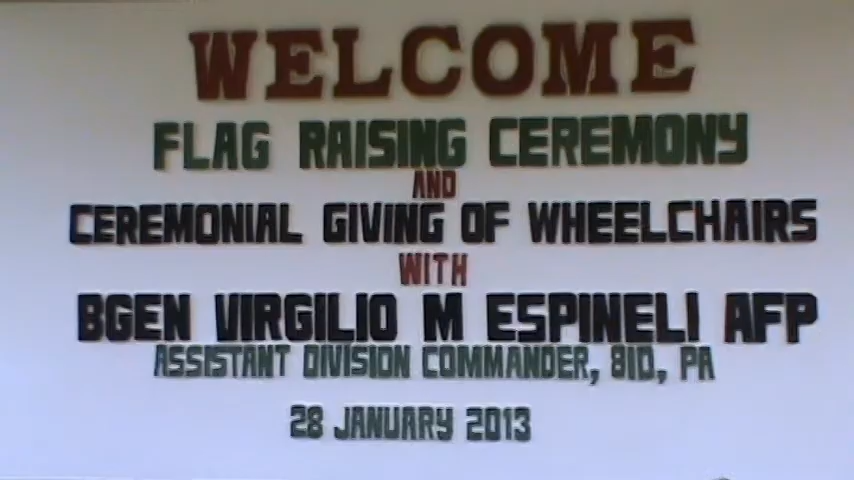 WELCOME
FLAG RAISING CEREMONY
AND
CEREMONIAL GIVING OF WHEELCHAIRS
WITH
BGEN VIRGILIO M ESPINELI AFP
ASSISTANT DIVISION COMMANDER, 8ID, PA
28 JANUARY 2013